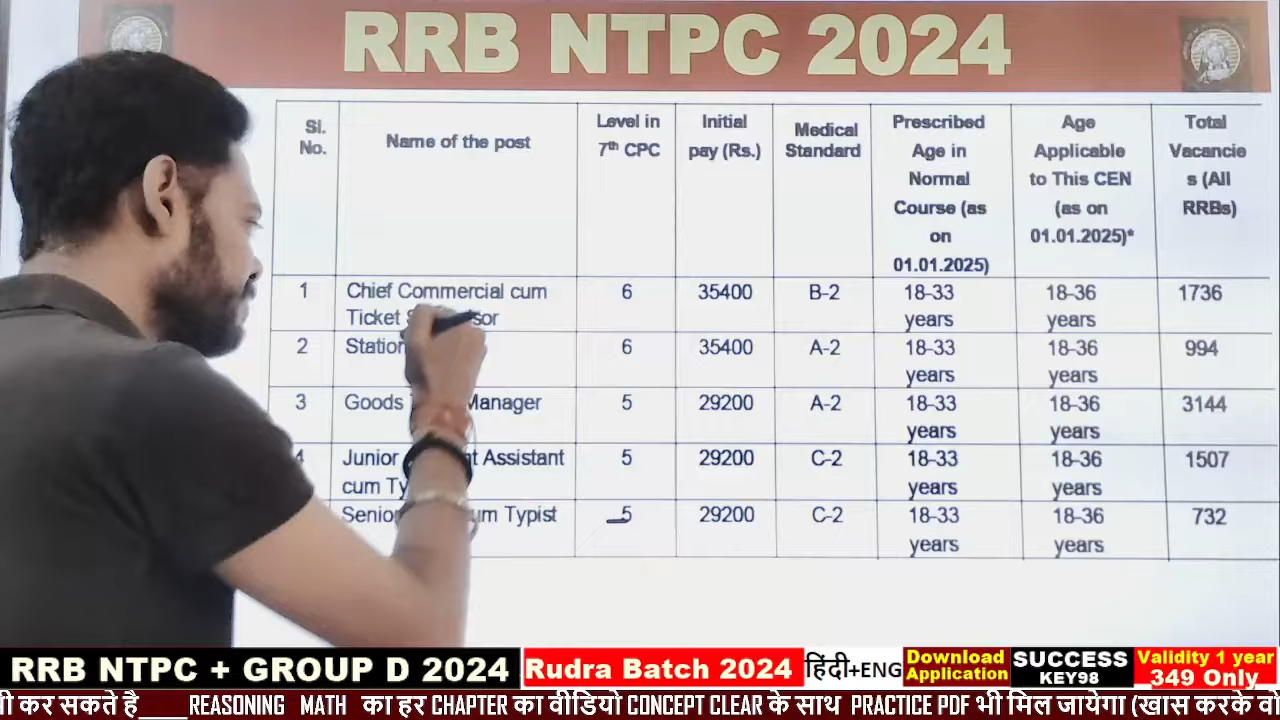 RRB NTPC 2024
Sl. No. Name of the post Level in 7th CPC Initial pay (Rs.) Medical Standard Prescribed Age in Normal Course (as on 01.01.2025) Age Applicable to This CEN (as on 01.01.2025)* Total Vacancie s (All RRBs)
1 Chief Commercial cum 6 35400 B-2 18-33 18-36 1736
Ticket years years
2 Station 6 35400 A-2 18-33 18-36 994
years years
3 Goods Manager 5 29200 A-2 18-33 18-36 3144
years years
Junior Assistant 5 29200 C-2 18-33 18-36 1507
cum years years
Typist 5 29200 C-2 18-33 18-36 732
years years
RRB NTPC + GROUP D 2024 Rudra Batch 2024 हिंदी+ENG Download Application SUCCESS KEY98 Validity 1 year 349 Only
कर सकते है____ REASONING MATH का हर CHAPTER का वीडियो CONCEPT CLEAR के साथ PRACTICE PDF भी मिल जायेगा (खास करके